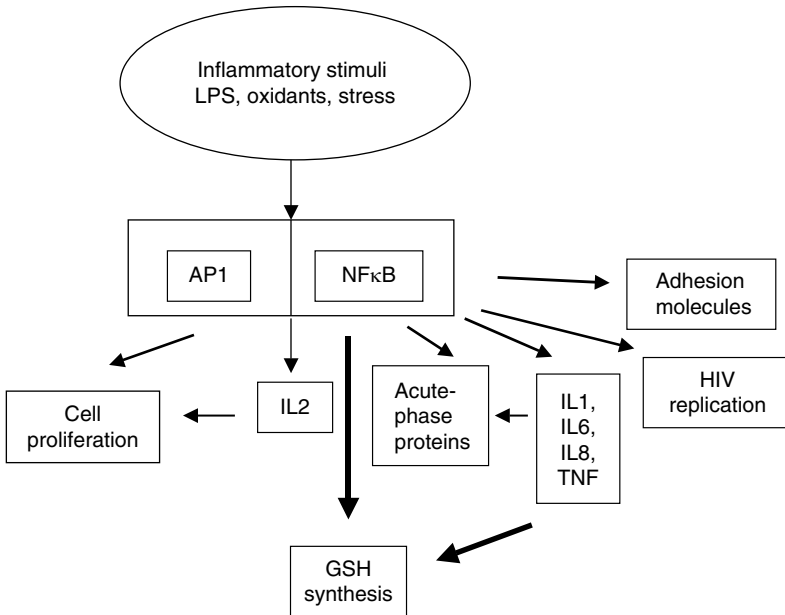 Inflammatory stimuli
LPS, oxidants, stress
AP1
NFκB
Adhesion
molecules
HIV
replication
Cell
proliferation
IL2
Acute-
phase
proteins
IL1,
IL6,
IL8,
TNF
GSH
synthesis